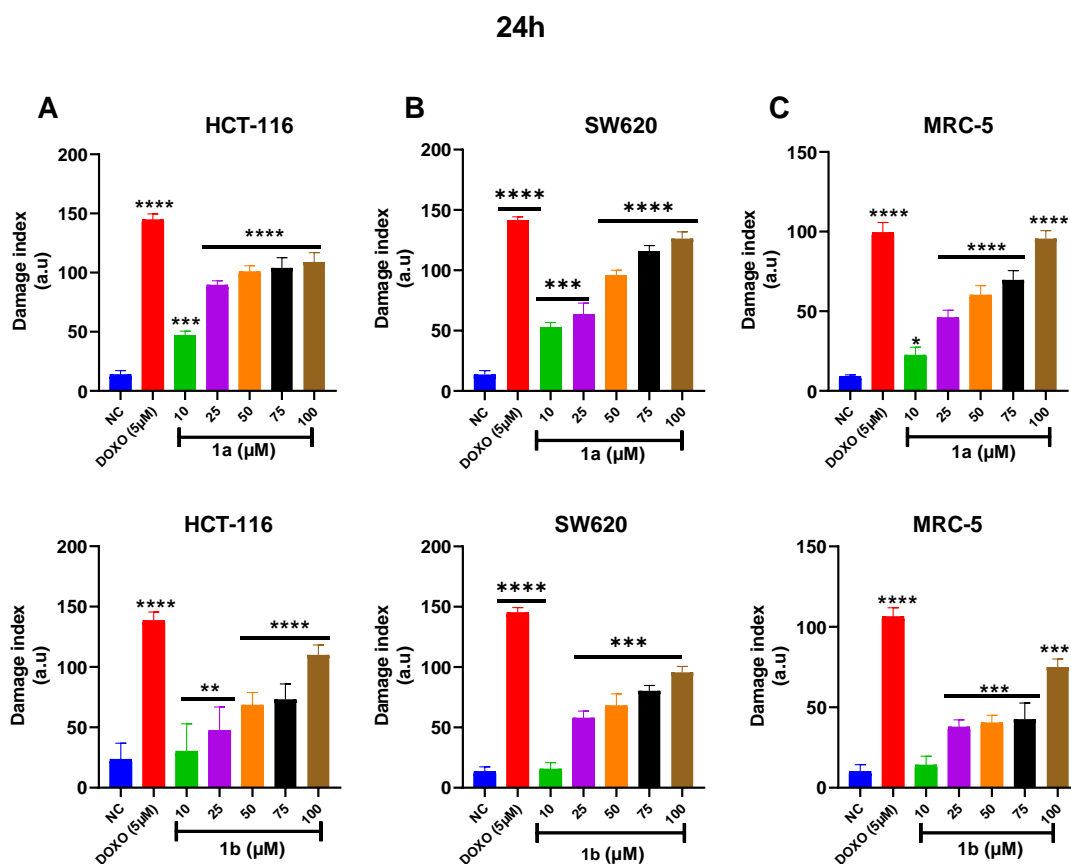 24h
A
HCT-116
Damage index
(a.u)
200
150
100
50
0
****
***
****
NC
DOXO (5μM)
10
25
50
75
100
1a (μM)
B
SW620
Damage index
(a.u)
200
150
100
50
0
****
***
****
NC
DOXO (5μM)
10
25
50
75
100
1a (μM)
C
MRC-5
Damage index
(a.u)
150
100
50
0
****
*
****
****
NC
DOXO (5μM)
10
25
50
75
100
1a (μM)
HCT-116
Damage index
(a.u)
200
150
100
50
0
****
**
****
NC
DOXO (5μM)
10
25
50
75
100
1b (μM)
SW620
Damage index
(a.u)
200
150
100
50
0
****
***
NC
DOXO (5μM)
10
25
50
75
100
1b (μM)
MRC-5
Damage index
(a.u)
150
100
50
0
****
***
***
NC
DOXO (5μM)
10
25
50
75
100
1b (μM)